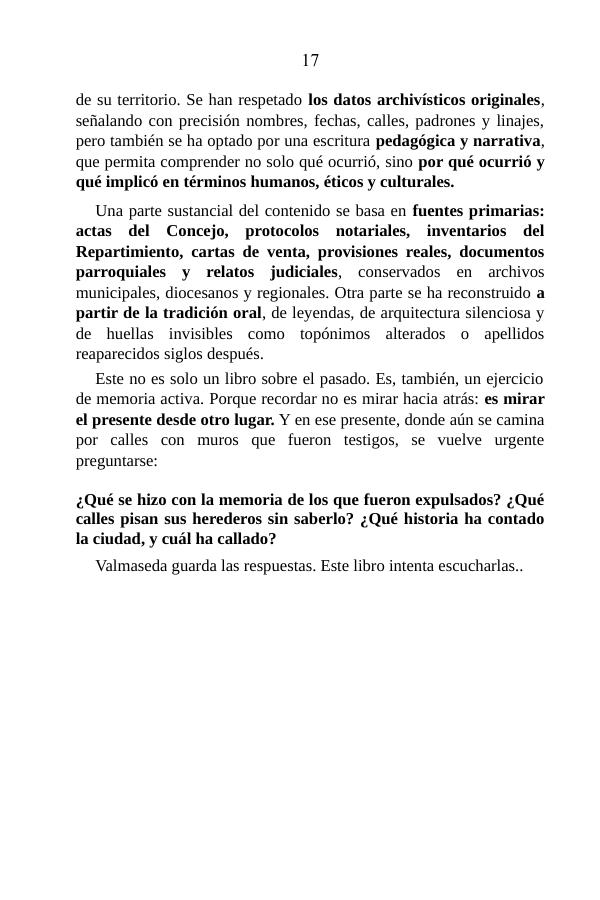 17
de su territorio. Se han respetado los datos archivísticos originales,
señalando con precisión nombres, fechas, calles, padrones y linajes,
pero también se ha optado por una escritura pedagógica y narrativa,
que permita comprender no solo qué ocurrió, sino por qué ocurrió y
qué implicó en términos humanos, éticos y culturales.
Una parte sustancial del contenido se basa en fuentes primarias:
actas del Concejo, protocolos notariales, inventarios del
Repartimiento, cartas de venta, provisiones reales, documentos
parroquiales y relatos judiciales, conservados en archivos
municipales, diocesanos y regionales. Otra parte se ha reconstruido a
partir de la tradición oral, de leyendas, de arquitectura silenciosa y
de huellas invisibles como topónimos alterados o apellidos
reaparecidos siglos después.
Este no es solo un libro sobre el pasado. Es, también, un ejercicio
de memoria activa. Porque recordar no es mirar hacia atrás: es mirar
el presente desde otro lugar. Y en ese presente, donde aún se camina
por calles con muros que fueron testigos, se vuelve urgente
preguntarse:
¿Qué se hizo con la memoria de los que fueron expulsados? ¿Qué
calles pisan sus herederos sin saberlo? ¿Qué historia ha contado
la ciudad, y cuál ha callado?
Valmaseda guarda las respuestas. Este libro intenta escucharlas..